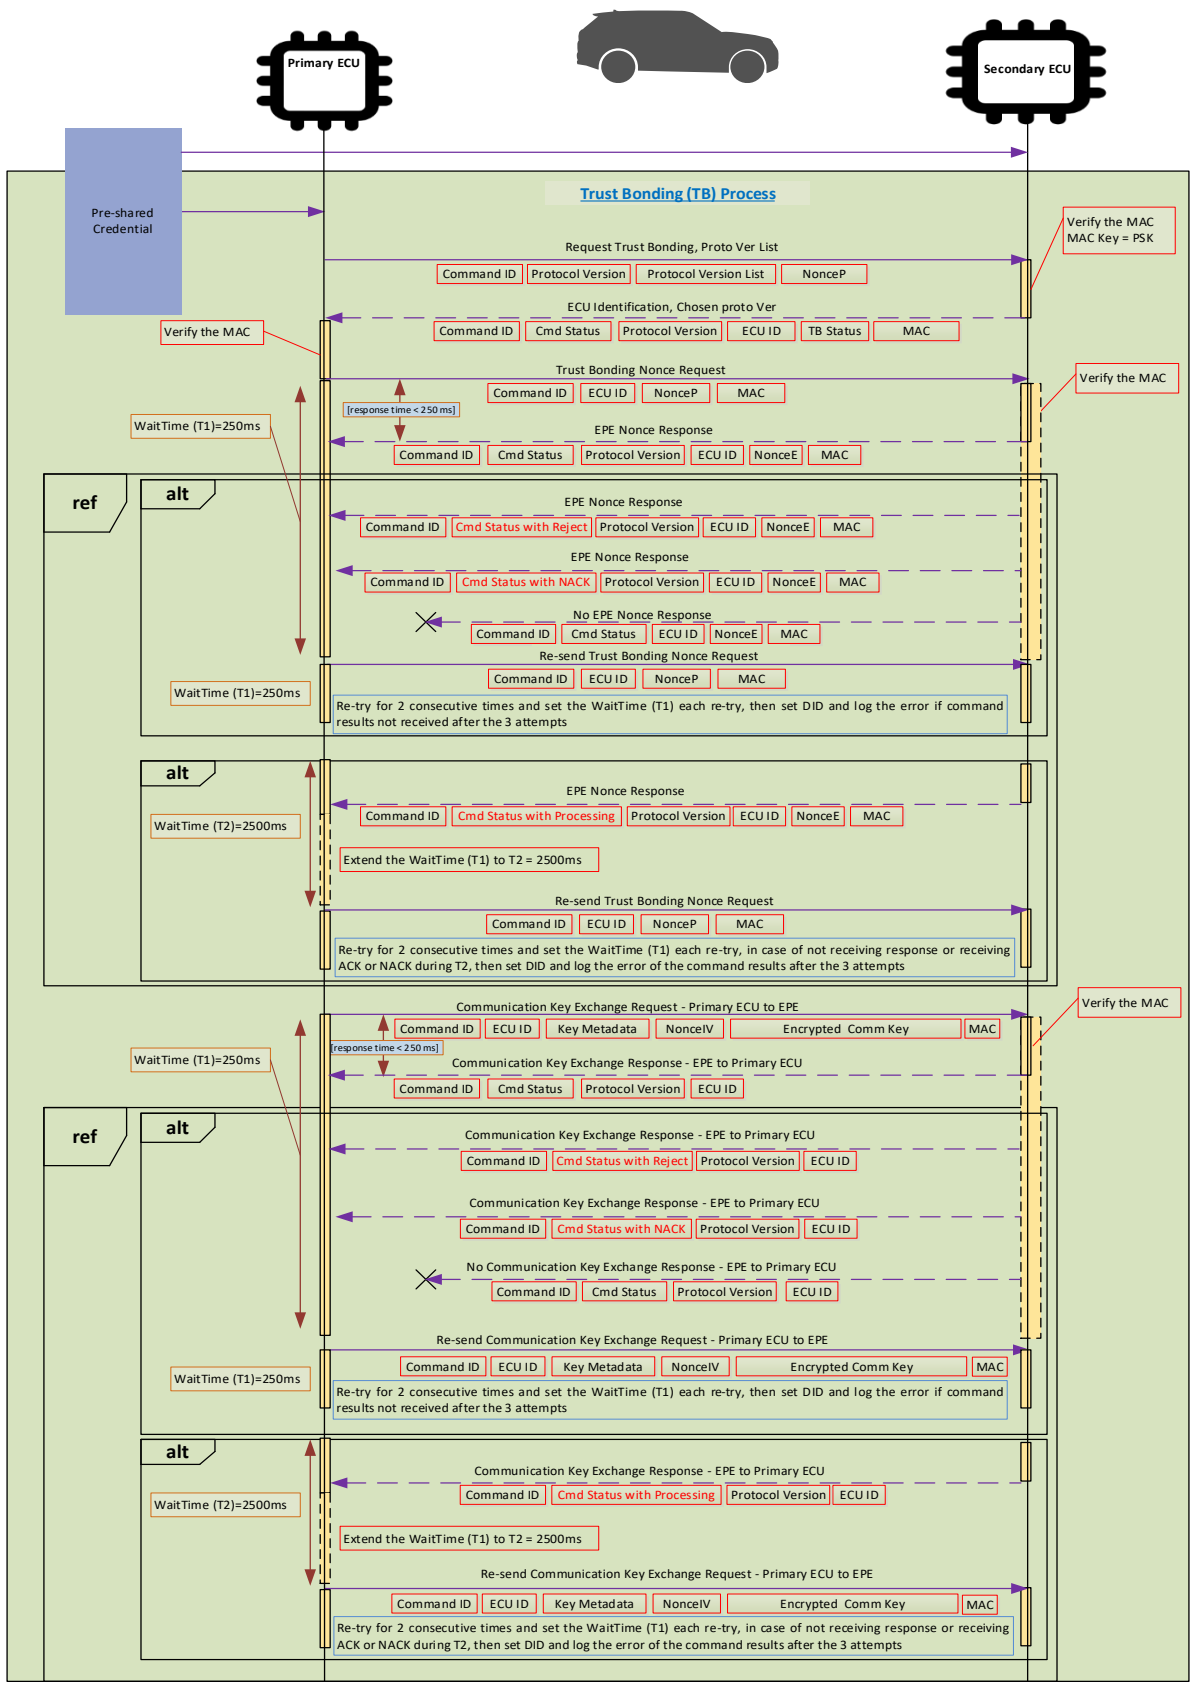 Primary ECU
Secondary ECU
Trust Bonding (TB) Process
Pre-shared
Credential
Verify the MAC
MAC Key = PSK
Request Trust Bonding, Proto Ver List
Command ID Protocol Version Protocol Version List NonceP
ECU Identification, Chosen proto Ver
Verify the MAC
Command ID Cmd Status Protocol Version ECU ID TB Status MAC
Trust Bonding Nonce Request
Verify the MAC
Command ID ECU ID NonceP MAC
[response time < 250 ms]
WaitTime (T1)=250ms
EPE Nonce Response
Command ID Cmd Status Protocol Version ECU ID NonceE MAC
ref
alt
EPE Nonce Response
Command ID Cmd Status with Reject Protocol Version ECU ID NonceE MAC
EPE Nonce Response
Command ID Cmd Status with NACK Protocol Version ECU ID NonceE MAC
No EPE Nonce Response
Command ID Cmd Status ECU ID NonceE MAC
Re-send Trust Bonding Nonce Request
Command ID ECU ID NonceP MAC
WaitTime (T1)=250ms
Re-try for 2 consecutive times and set the WaitTime (T1) each re-try, then set DID and log the error if command
results not received after the 3 attempts
alt
EPE Nonce Response
Command ID Cmd Status with Processing Protocol Version ECU ID NonceE MAC
WaitTime (T2)=2500ms
Extend the WaitTime (T1) to T2 = 2500ms
Re-send Trust Bonding Nonce Request
Command ID ECU ID NonceP MAC
Re-try for 2 consecutive times and set the WaitTime (T1) each re-try, in case of not receiving response or receiving
ACK or NACK during T2, then set DID and log the error of the command results after the 3 attempts
Communication Key Exchange Request - Primary ECU to EPE
Verify the MAC
Command ID ECU ID Key Metadata NonceIV Encrypted Comm Key MAC
[response time < 250 ms]
WaitTime (T1)=250ms
Communication Key Exchange Response - EPE to Primary ECU
Command ID Cmd Status Protocol Version ECU ID
ref
alt
Communication Key Exchange Response - EPE to Primary ECU
Command ID Cmd Status with Reject Protocol Version ECU ID
Communication Key Exchange Response - EPE to Primary ECU
Command ID Cmd Status with NACK Protocol Version ECU ID
No Communication Key Exchange Response - EPE to Primary ECU
Command ID Cmd Status Protocol Version ECU ID
Re-send Communication Key Exchange Request - Primary ECU to EPE
Command ID ECU ID Key Metadata NonceIV Encrypted Comm Key MAC
WaitTime (T1)=250ms
Re-try for 2 consecutive times and set the WaitTime (T1) each re-try, then set DID and log the error if command
results not received after the 3 attempts
alt
Communication Key Exchange Response - EPE to Primary ECU
Command ID Cmd Status with Processing Protocol Version ECU ID
WaitTime (T2)=2500ms
Extend the WaitTime (T1) to T2 = 2500ms
Re-send Communication Key Exchange Request - Primary ECU to EPE
Command ID ECU ID Key Metadata NonceIV Encrypted Comm Key MAC
Re-try for 2 consecutive times and set the WaitTime (T1) each re-try, in case of not receiving response or receiving
ACK or NACK during T2, then set DID and log the error of the command results after the 3 attempts